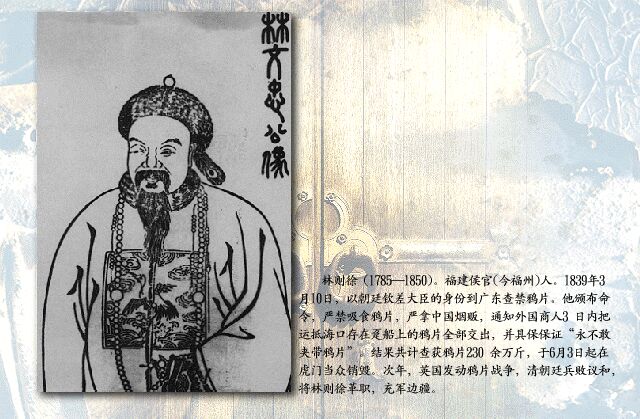 林文忠公像
林则徐（1785—1850）。福建侯官(今福州)人。1839年3
月10日，以朝廷钦差大臣的身份到广东查禁鸦片。他颁布命
令，严禁吸食鸦片，严拿中国烟贩，通知外国商人3 日内把
运抵海口存在趸船上的鸦片全部交出，并具保保证“永不敢
夹带鸦片”，结果共计查获鸦片230 余万斤，于6月3日起在
虎门当众销毁。次年，英国发动鸦片战争，清朝廷兵败议和，
将林则徐革职，充军边疆。